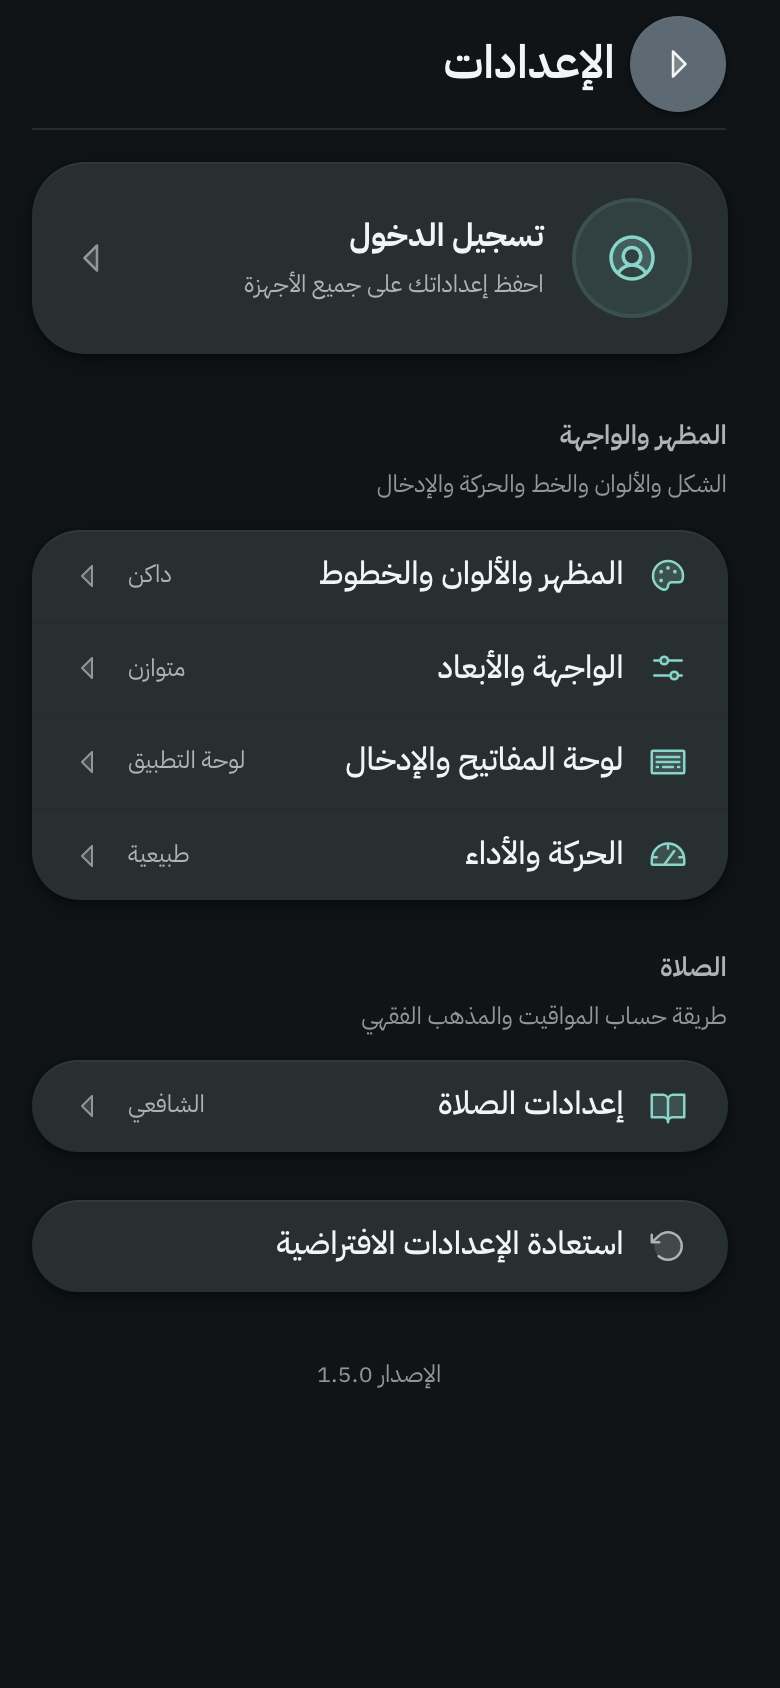 الإعدادات
تسجيل الدخول
احفظ إعداداتك على جميع الأجهزة
المظهر والواجهة
الشكل والألوان والخط والحركة والإدخال
المظهر والألوان والخطوط داكن
الواجهة والأبعاد متوازن
لوحة المفاتيح والإدخال لوحة التطبيق
الحركة والأداء طبيعية
الصلاة
طريقة حساب المواقيت والمذهب الفقهي
إعدادات الصلاة الشافعي
استعادة الإعدادات الافتراضية
الإصدار 1.5.0